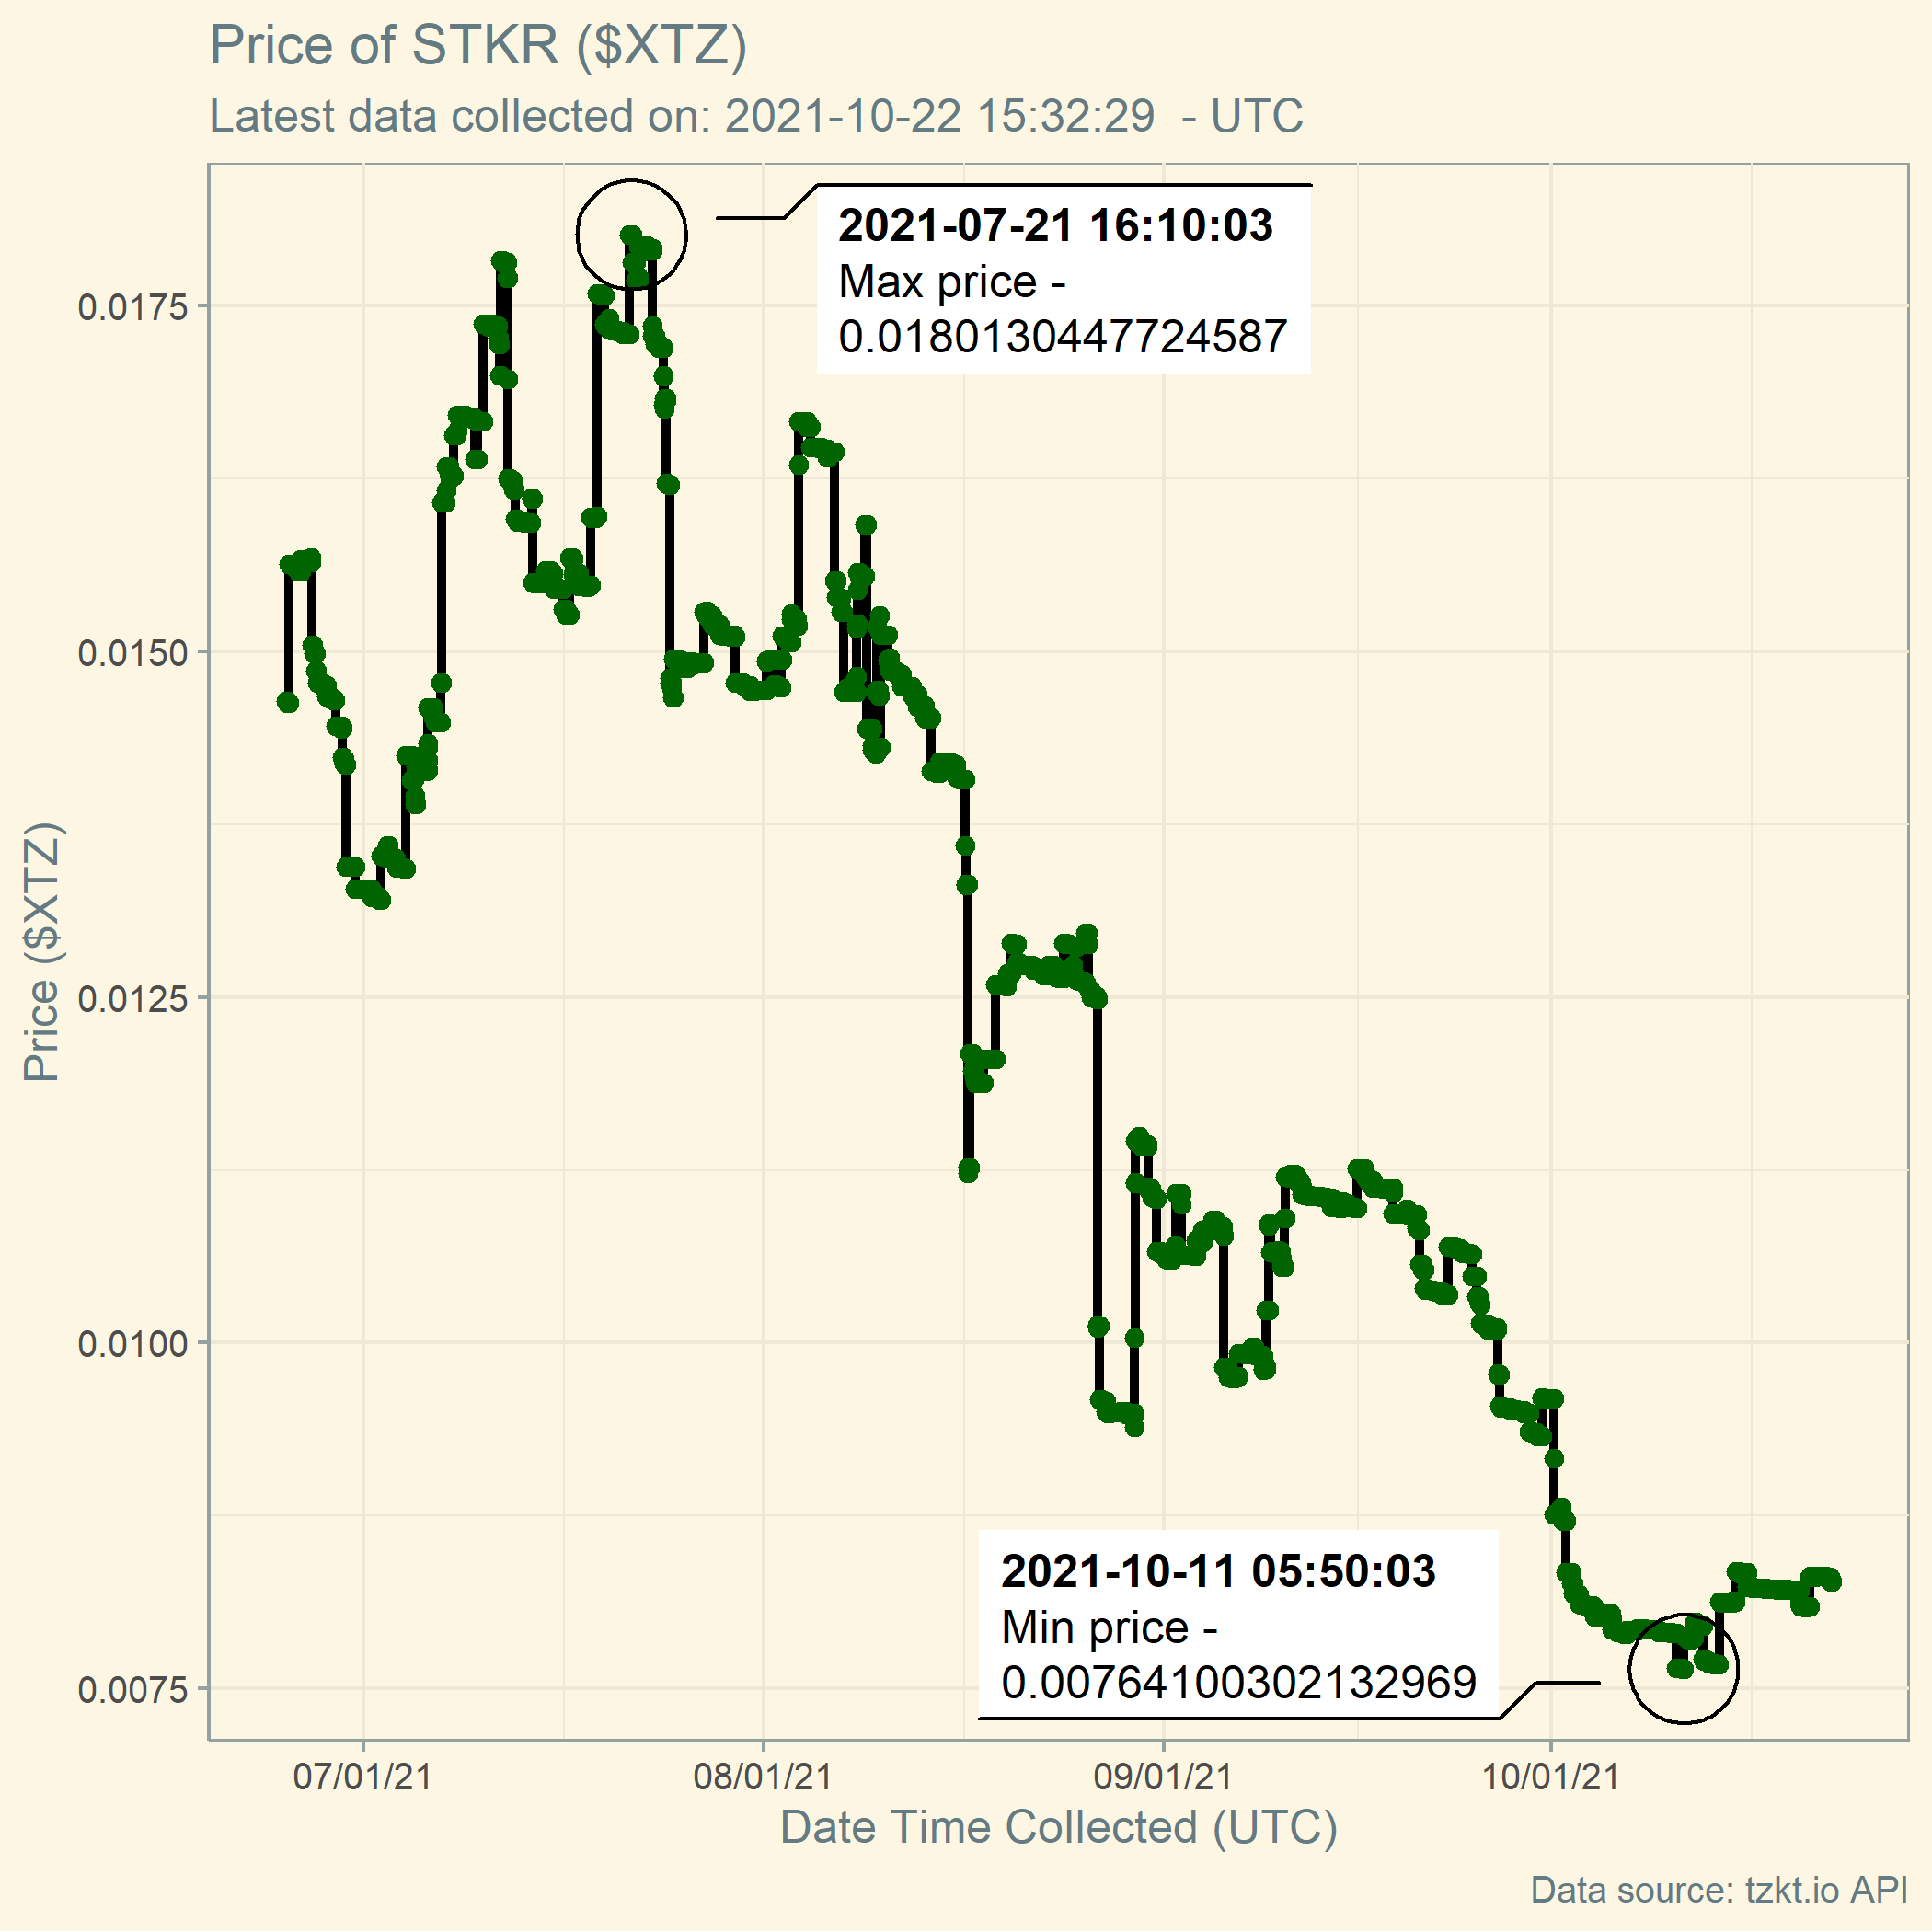 Price of STKR ($XTZ)
Latest data collected on: 2021-10-22 15:32:29  - UTC
2021-07-21 16:10:03
Max price -
0.0180130447724587
0.0175
0.0150
0.0125
0.0100
0.0075
Price ($XTZ)
2021-10-11 05:50:03
Min price -
0.00764100302132969
07/01/21
08/01/21
09/01/21
10/01/21
Date Time Collected (UTC)
Data source: tzkt.io API